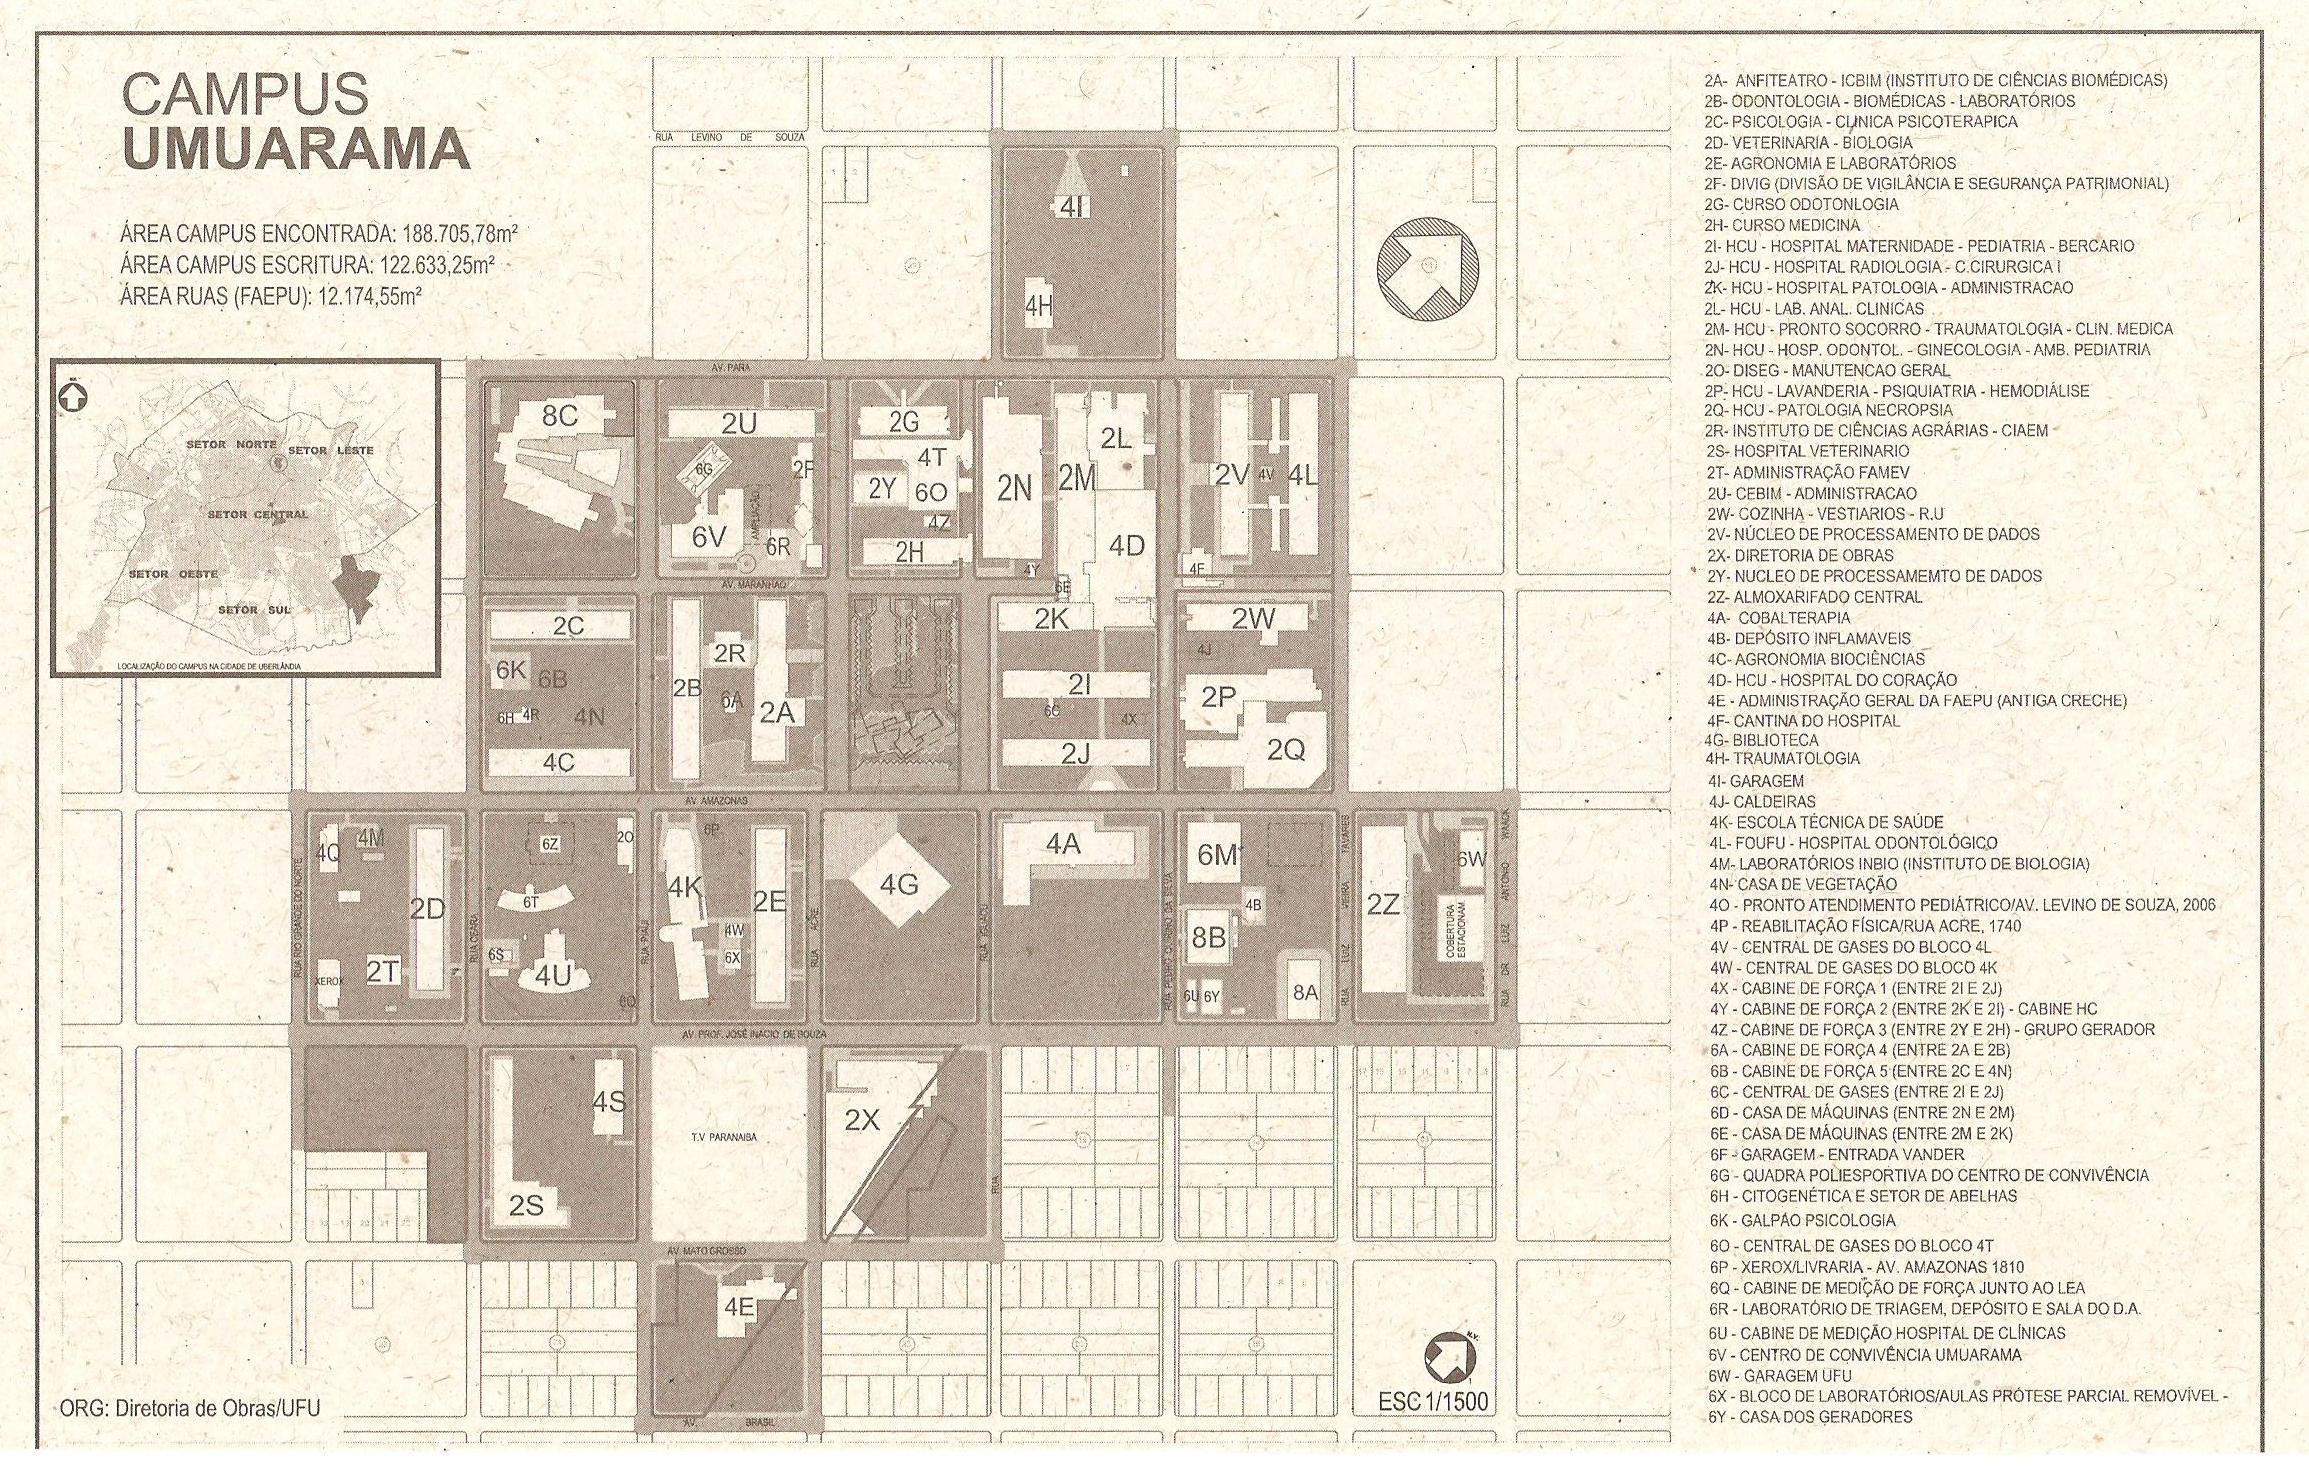 CAMPUS
UMUARAMA
ÁREA CAMPUS ENCONTRADA: 188.705,78m²
ÁREA CAMPUS ESCRITURA: 122.633,25m²
ÁREA RUAS (FAEPU): 12.174,55m²
SETOR NORTE
SETOR LESTE
SETOR CENTRAL
SETOR OESTE
SETOR SUL
LOCALIZAÇÃO DO CAMPUS NA CIDADE DE UBERLÂNDIA
RUA LEVINO DE SOUZA
4I
4H
AV. PARA
8C
2U
6G
2F
6V
AMPLIAÇÃO
6R
2G
4T
2Y
6O
4Z
2H
2N
4Y
2M
2L
4D
6E
2V
4V
4L
4F
AV. MARANHAO
2C
6K
6B
6H
4R
4N
4C
2B
2R
6A
2A
2K
2I
6C
4X
2J
2W
4J
2P
2Q
AV. AMAZONAS
4Q
4M
2D
XEROX
2T
RUA RIO GRANDE DO NORTE
RUA CEARA
6Z
2O
6T
6S
4U
6Q
RUA PIAUI
6P
4K
2E
4W
6X
RUA ACRE
4G
RUA IGUAÇU
4A
6M
4B
8B
6U
6Y
8A
RUA LUIZ VIEIRA TAVARES
2Z
6W
COBERTURA
ESTACIONAM.
RUA DR LUIZ ANTONIO WAACK
AV. PROF. JOSÉ INACIO DE SOUZA
4S
2S
T.V PARANAIBA
2X
RUA
AV. MATO GROSSO
4E
AV. BRASIL
ESC 1/1500
ORG: Diretoria de Obras/UFU
2A- ANFITEATRO - ICBIM (INSTITUTO DE CIÊNCIAS BIOMÉDICAS)
2B- ODONTOLOGIA - BIOMÉDICAS - LABORATÓRIOS
2C- PSICOLOGIA - CLINICA PSICOTERAPICA
2D- VETERINARIA - BIOLOGIA
2E- AGRONOMIA E LABORATÓRIOS
2F- DIVIG (DIVISÃO DE VIGILÂNCIA E SEGURANÇA PATRIMONIAL)
2G- CURSO ODOTONLOGIA
2H- CURSO MEDICINA
2I- HCU - HOSPITAL MATERNIDADE - PEDIATRIA - BERCARIO
2J- HCU - HOSPITAL RADIOLOGIA - C.CIRURGICA I
2K- HCU - HOSPITAL PATOLOGIA - ADMINISTRACAO
2L- HCU - LAB. ANAL. CLINICAS
2M- HCU - PRONTO SOCORRO - TRAUMATOLOGIA - CLIN. MEDICA
2N- HCU - HOSP. ODONTOL. - GINECOLOGIA - AMB. PEDIATRIA
2O- DISEG - MANUTENCAO GERAL
2P- HCU - LAVANDERIA - PSIQUIATRIA - HEMODIÁLISE
2Q- HCU - PATOLOGIA NECROPSIA
2R- INSTITUTO DE CIÊNCIAS AGRÁRIAS - CIAEM
2S- HOSPITAL VETERINARIO
2T- ADMINISTRAÇÃO FAMEV
2U- CEBIM - ADMINISTRACAO
2W- COZINHA - VESTIARIOS - R.U
2V- NÚCLEO DE PROCESSAMENTO DE DADOS
2X- DIRETORIA DE OBRAS
2Y- NUCLEO DE PROCESSAMEMTO DE DADOS
2Z- ALMOXARIFADO CENTRAL
4A- COBALTERAPIA
4B- DEPÓSITO INFLAMAVEIS
4C- AGRONOMIA BIOCIÊNCIAS
4D- HCU - HOSPITAL DO CORAÇÃO
4E - ADMINISTRAÇÃO GERAL DA FAEPU (ANTIGA CRECHE)
4F- CANTINA DO HOSPITAL
4G- BIBLIOTECA
4H- TRAUMATOLOGIA
4I- GARAGEM
4J- CALDEIRAS
4K- ESCOLA TÉCNICA DE SAÚDE
4L- FOUFU - HOSPITAL ODONTOLÓGICO
4M- LABORATÓRIOS INBIO (INSTITUTO DE BIOLOGIA)
4N- CASA DE VEGETAÇÃO
4O - PRONTO ATENDIMENTO PEDIÁTRICO/AV. LEVINO DE SOUZA, 2006
4P - REABILITAÇÃO FÍSICA/RUA ACRE, 1740
4V - CENTRAL DE GASES DO BLOCO 4L
4W - CENTRAL DE GASES DO BLOCO 4K
4X - CABINE DE FORÇA 1 (ENTRE 2I E 2J)
4Y - CABINE DE FORÇA 2 (ENTRE 2K E 2I) - CABINE HC
4Z - CABINE DE FORÇA 3 (ENTRE 2Y E 2H) - GRUPO GERADOR
6A - CABINE DE FORÇA 4 (ENTRE 2A E 2B)
6B - CABINE DE FORÇA 5 (ENTRE 2C E 4N)
6C - CENTRAL DE GASES (ENTRE 2I E 2J)
6D - CASA DE MÁQUINAS (ENTRE 2N E 2M)
6E - CASA DE MÁQUINAS (ENTRE 2M E 2K)
6F - GARAGEM - ENTRADA VANDER
6G - QUADRA POLIESPORTIVA DO CENTRO DE CONVIVÊNCIA
6H - CITOGENÉTICA E SETOR DE ABELHAS
6K - GALPÃO PSICOLOGIA
6O - CENTRAL DE GASES DO BLOCO 4T
6P - XEROX/LIVRARIA - AV. AMAZONAS 1810
6Q - CABINE DE MEDIÇÃO DE FORÇA JUNTO AO LEA
6R - LABORATÓRIO DE TRIAGEM, DEPÓSITO E SALA DO D.A.
6U - CABINE DE MEDIÇÃO HOSPITAL DE CLÍNICAS
6V - CENTRO DE CONVIVÊNCIA UMUARAMA
6W - GARAGEM UFU
6X - BLOCO DE LABORATÓRIOS/AULAS PRÓTESE PARCIAL REMOVÍVEL -
6Y - CASA DOS GERADORES